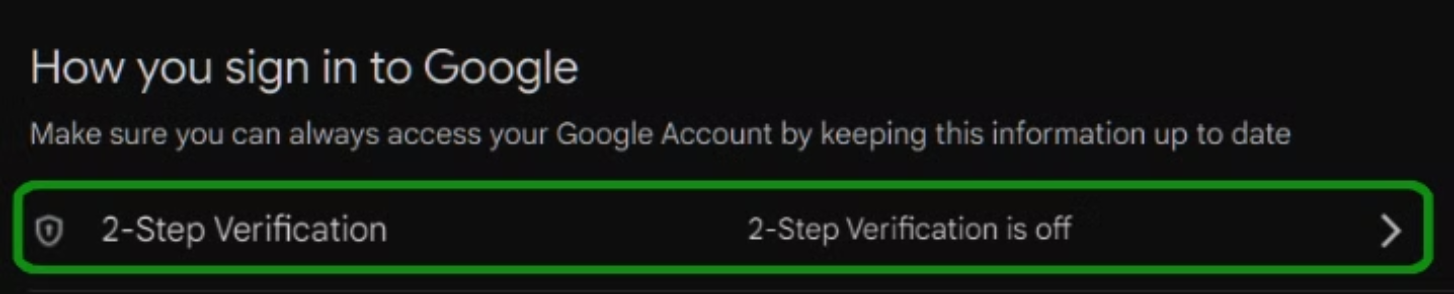 How you sign in to Google
Make sure you can always access your Google Account by keeping this information up to date
2-Step Verification 2-Step Verification is off